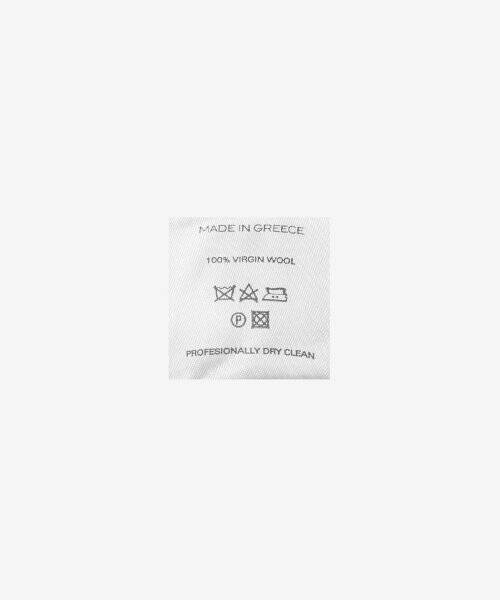 MADE IN GREECE
100% VIRGIN WOOL
P
PROFESIONALLY DRY CLEAN